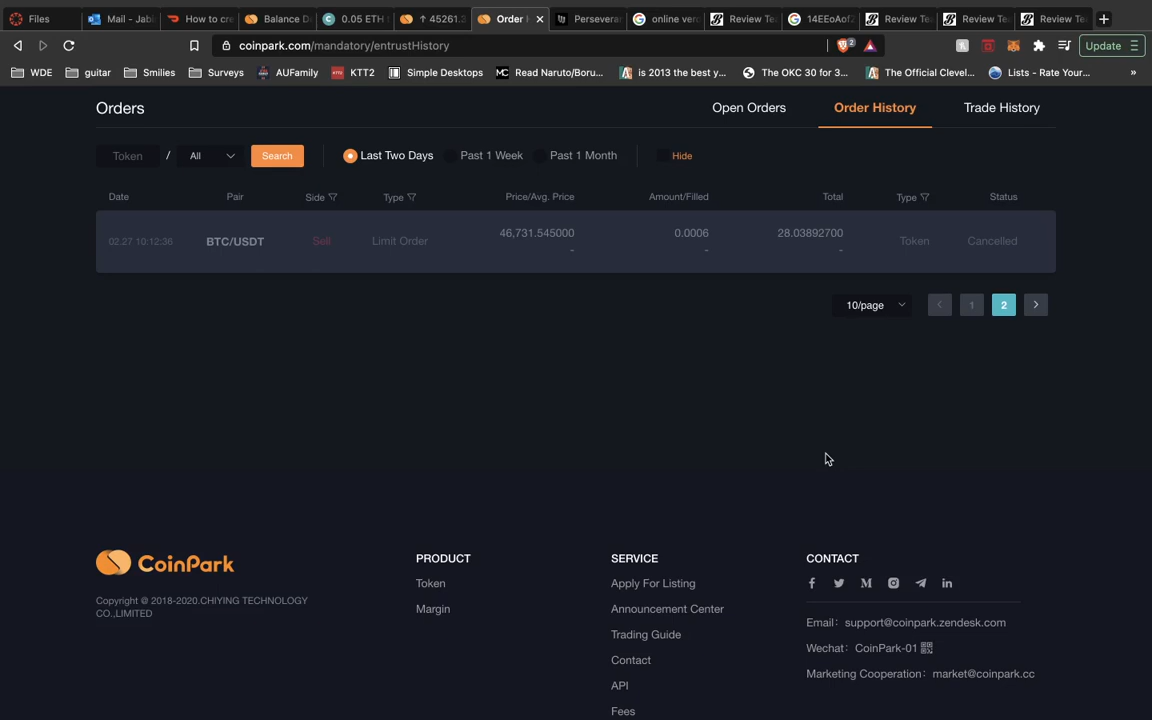 Files
Mail - Jab
How to cre
Balance D
0.05 ETH
↑ 45261.
Order
Perseveran
online ver
Review Te
14EEoAof
Review Te
Review Te
Review Te
coinpark.com/mandatory/entrustHistory
2
Update
WDE
guitar
Smilies
Surveys
AUFamily
KTT2
Simple Desktops
Read Naruto/Boru...
is 2013 the best y...
The OKC 30 for 3...
The Official Clevel...
Lists - Rate Your...
»
Orders
Open Orders
Order History
Trade History
Token / All
Search
Last Two Days
Past 1 Week
Past 1 Month
Hide
Date Pair Side Type Price/Avg. Price Amount/Filled Total Type Status
02.27 10:12:36 BTC/USDT Sell Limit Order 46,731.545000 0.0006 28.03892700 Token Cancelled
- - -
10/page < 1 2 >
CoinPark
Copyright @ 2018-2020.CHIYING TECHNOLOGY
CO.,LIMITED
PRODUCT
Token
Margin
SERVICE
Apply For Listing
Announcement Center
Trading Guide
Contact
API
Fees
CONTACT
Email：support@coinpark.zendesk.com
Wechat：CoinPark-01
Marketing Cooperation：market@coinpark.cc